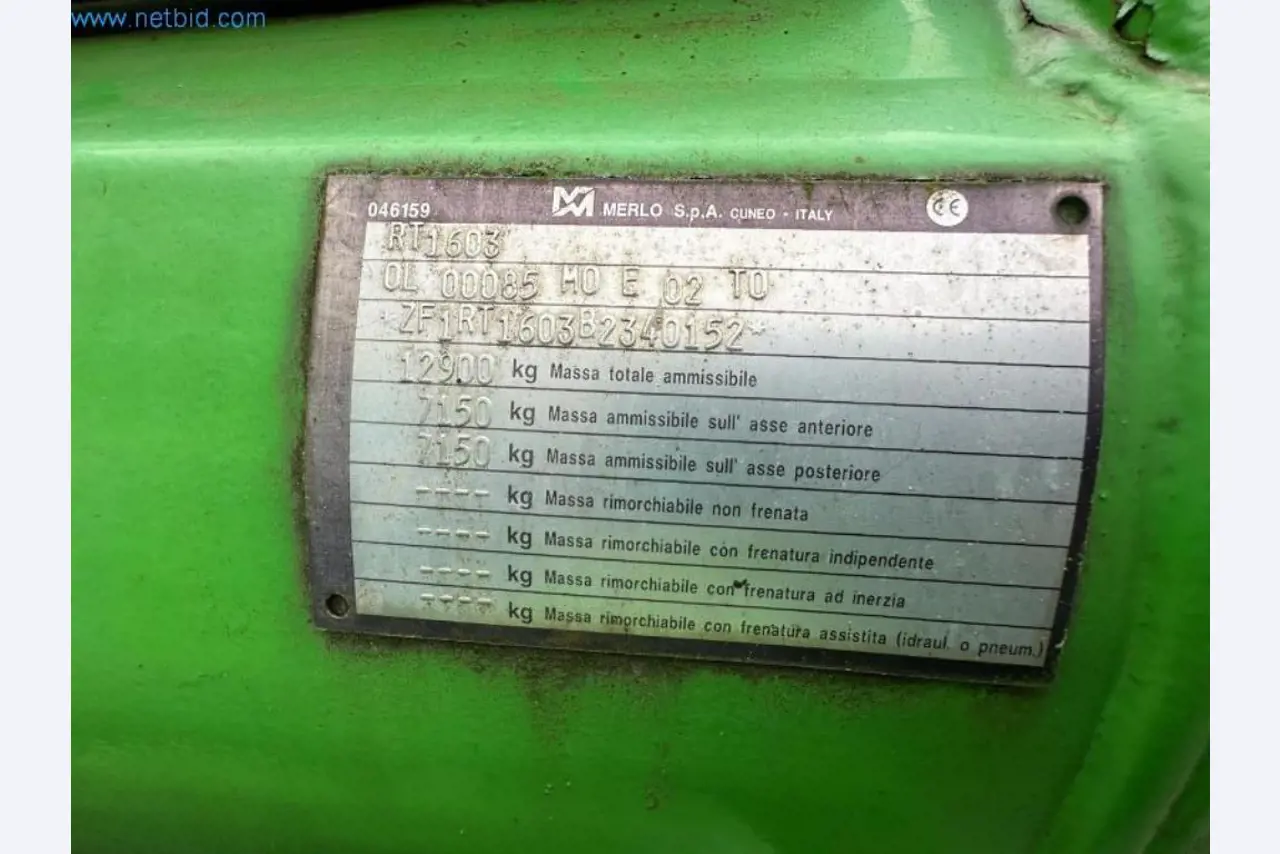 www.netbid.com
046159 MERLO S.p.A. CUNEO - ITALY CE
RT1603
OL 00085 MO E 02 TO
*ZF1RT1603B2340152*
12900 kg Massa totale ammissibile
7150 kg Massa ammissibile sull' asse anteriore
7150 kg Massa ammissibile sull' asse posteriore
---- kg Massa rimorchiabile non frenata
---- kg Massa rimorchiabile con frenatura indipendente
---- kg Massa rimorchiabile con frenatura ad inerzia
---- kg Massa rimorchiabile con frenatura assistita (idraul. o pneum.)